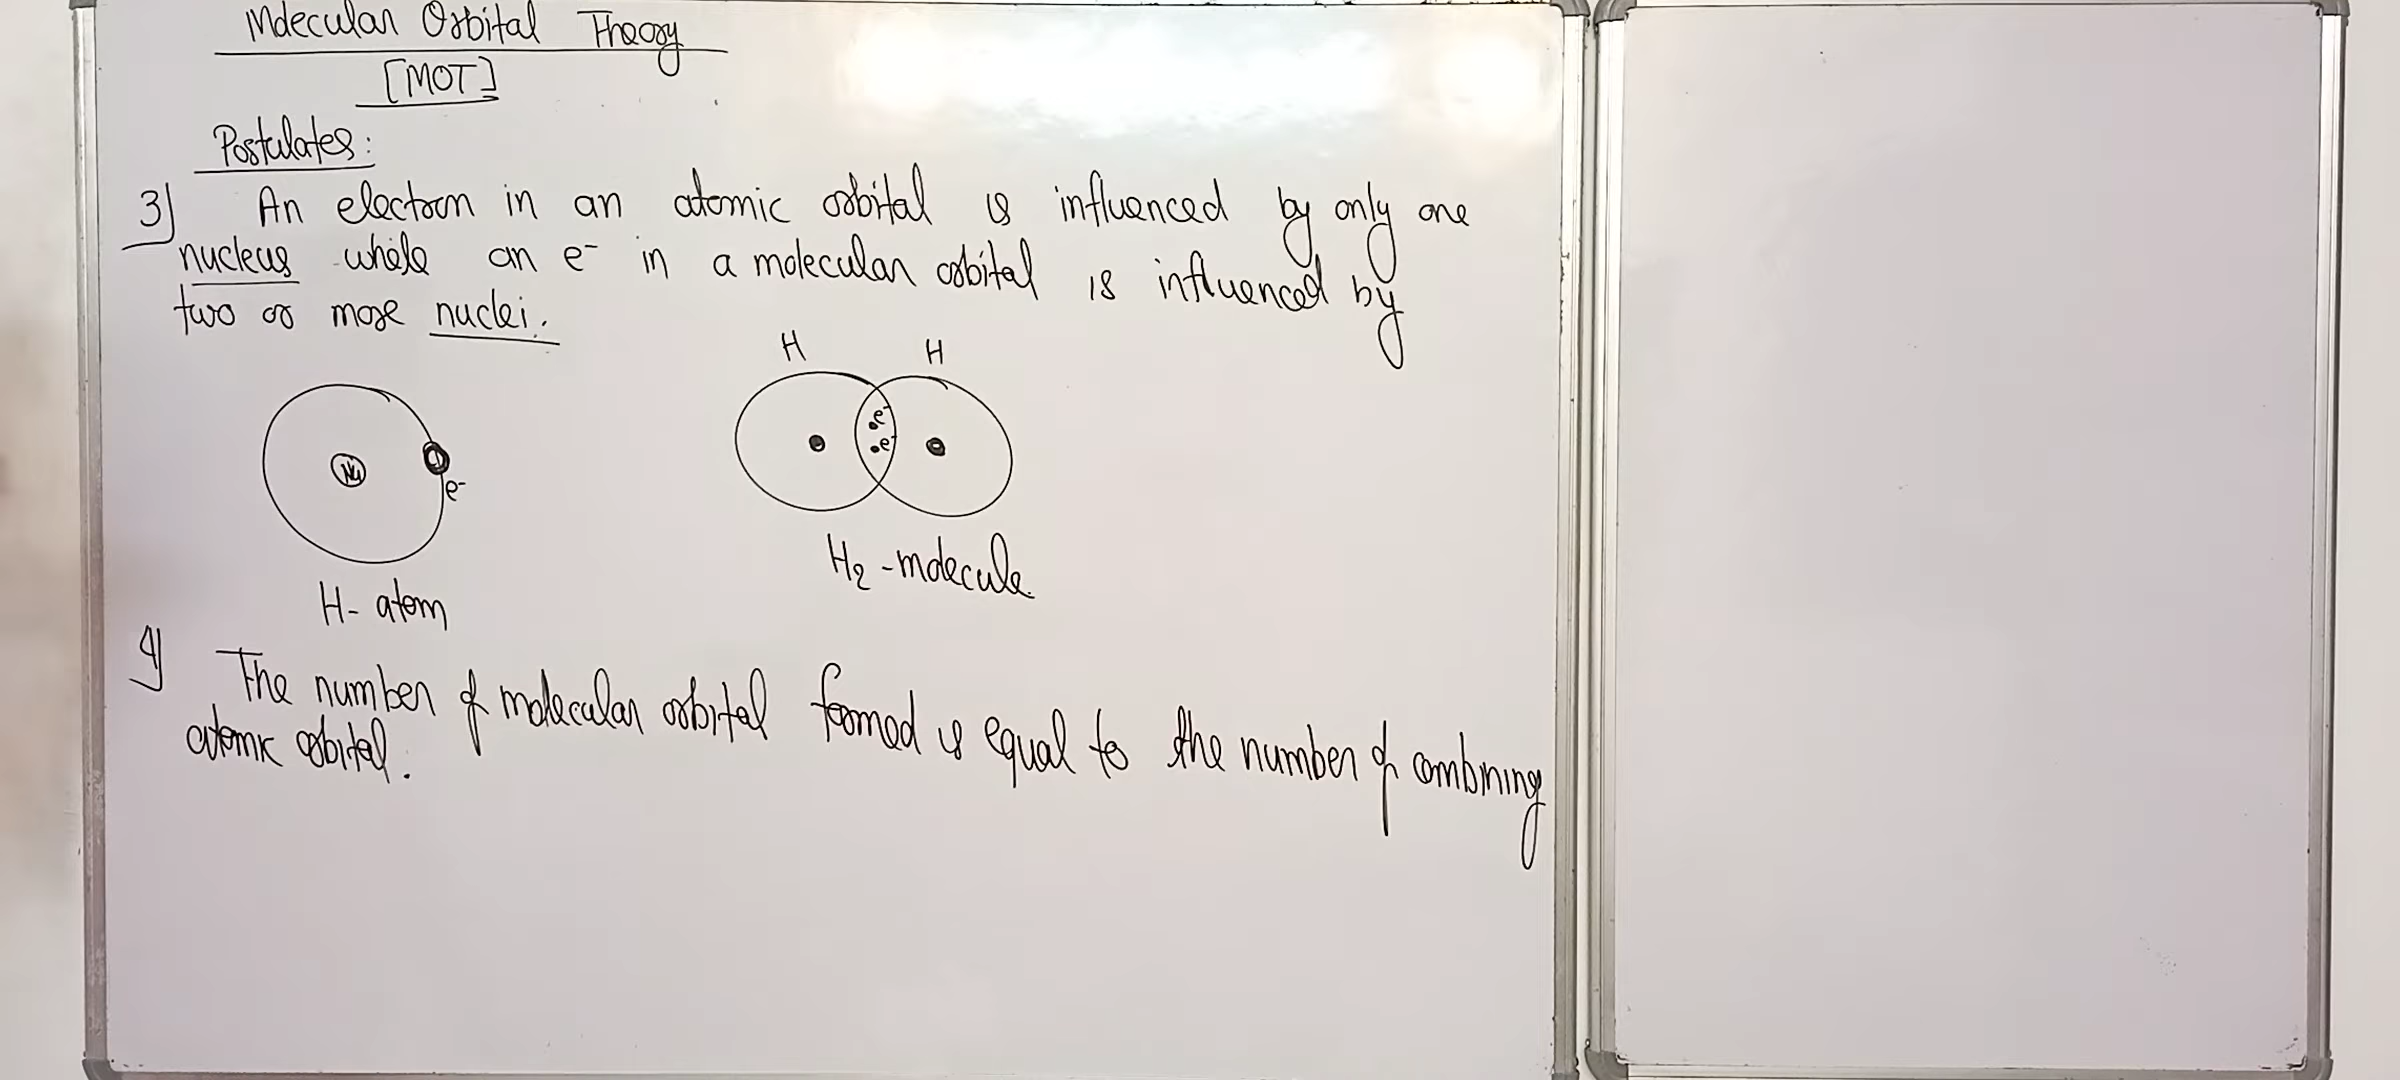 Molecular Orbital Theory
[MOT]
Postulates:
3) An electron in an atomic orbital is influenced by only one
nucleus while an e⁻ in a molecular orbital is influenced by
two or more nuclei.
H H
e⁻
e⁻
Nu
e⁻
H₂-molecule
H- atom
4) The number of molecular orbital formed is equal to the number of combining
atomic orbital.